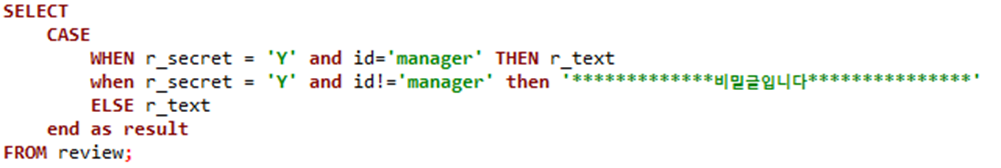 SELECT
CASE
WHEN r_secret = 'Y' and id='manager' THEN r_text
when r_secret = 'Y' and id!='manager' then '*************비밀글입니다***************'
ELSE r_text
end as result
FROM review;